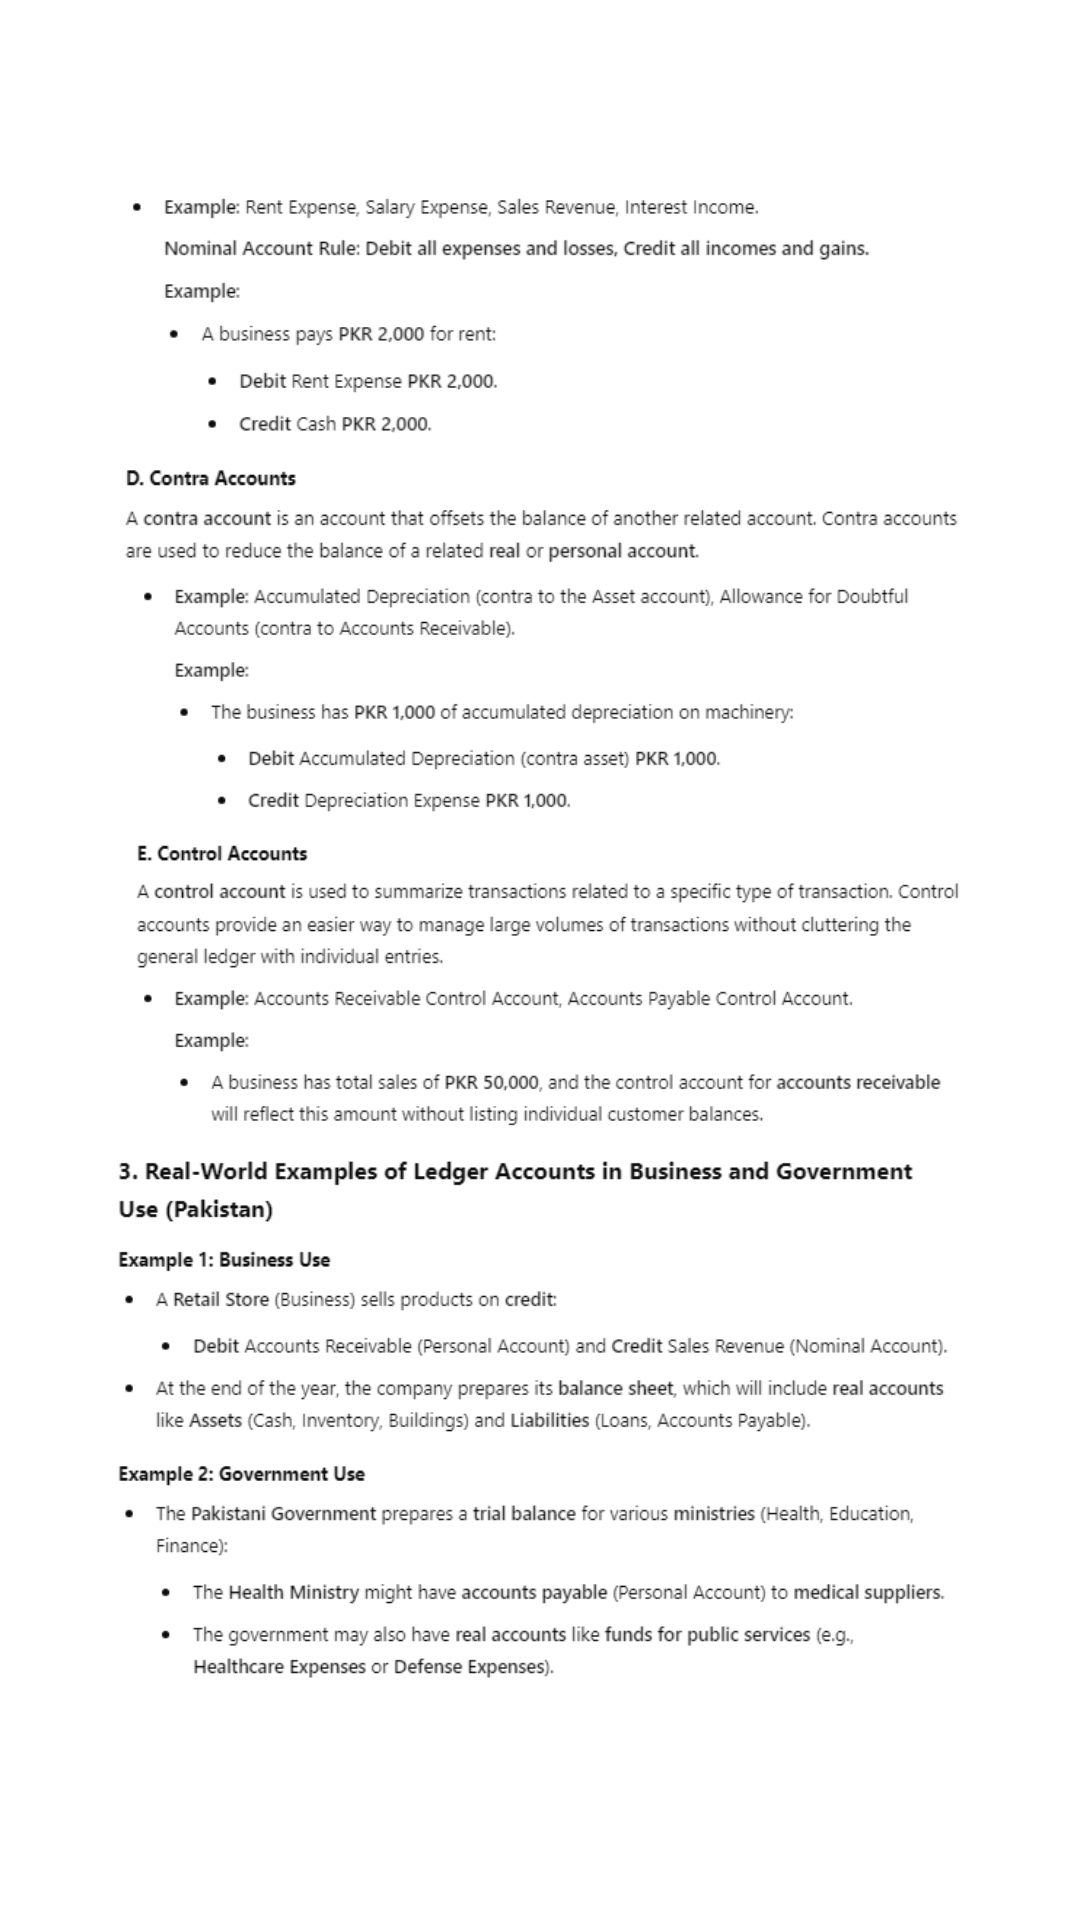 • Example: Rent Expense, Salary Expense, Sales Revenue, Interest Income.
Nominal Account Rule: Debit all expenses and losses, Credit all incomes and gains.
Example:
• A business pays PKR 2,000 for rent:
• Debit Rent Expense PKR 2,000.
• Credit Cash PKR 2,000.
D. Contra Accounts
A contra account is an account that offsets the balance of another related account. Contra accounts
are used to reduce the balance of a related real or personal account.
• Example: Accumulated Depreciation (contra to the Asset account), Allowance for Doubtful
Accounts (contra to Accounts Receivable).
Example:
• The business has PKR 1,000 of accumulated depreciation on machinery:
• Debit Accumulated Depreciation (contra asset) PKR 1,000.
• Credit Depreciation Expense PKR 1,000.
E. Control Accounts
A control account is used to summarize transactions related to a specific type of transaction. Control
accounts provide an easier way to manage large volumes of transactions without cluttering the
general ledger with individual entries.
• Example: Accounts Receivable Control Account, Accounts Payable Control Account.
Example:
• A business has total sales of PKR 50,000, and the control account for accounts receivable
will reflect this amount without listing individual customer balances.
3. Real-World Examples of Ledger Accounts in Business and Government
Use (Pakistan)
Example 1: Business Use
• A Retail Store (Business) sells products on credit:
• Debit Accounts Receivable (Personal Account) and Credit Sales Revenue (Nominal Account).
• At the end of the year, the company prepares its balance sheet, which will include real accounts
like Assets (Cash, Inventory, Buildings) and Liabilities (Loans, Accounts Payable).
Example 2: Government Use
• The Pakistani Government prepares a trial balance for various ministries (Health, Education,
Finance):
• The Health Ministry might have accounts payable (Personal Account) to medical suppliers.
• The government may also have real accounts like funds for public services (e.g.,
Healthcare Expenses or Defense Expenses).